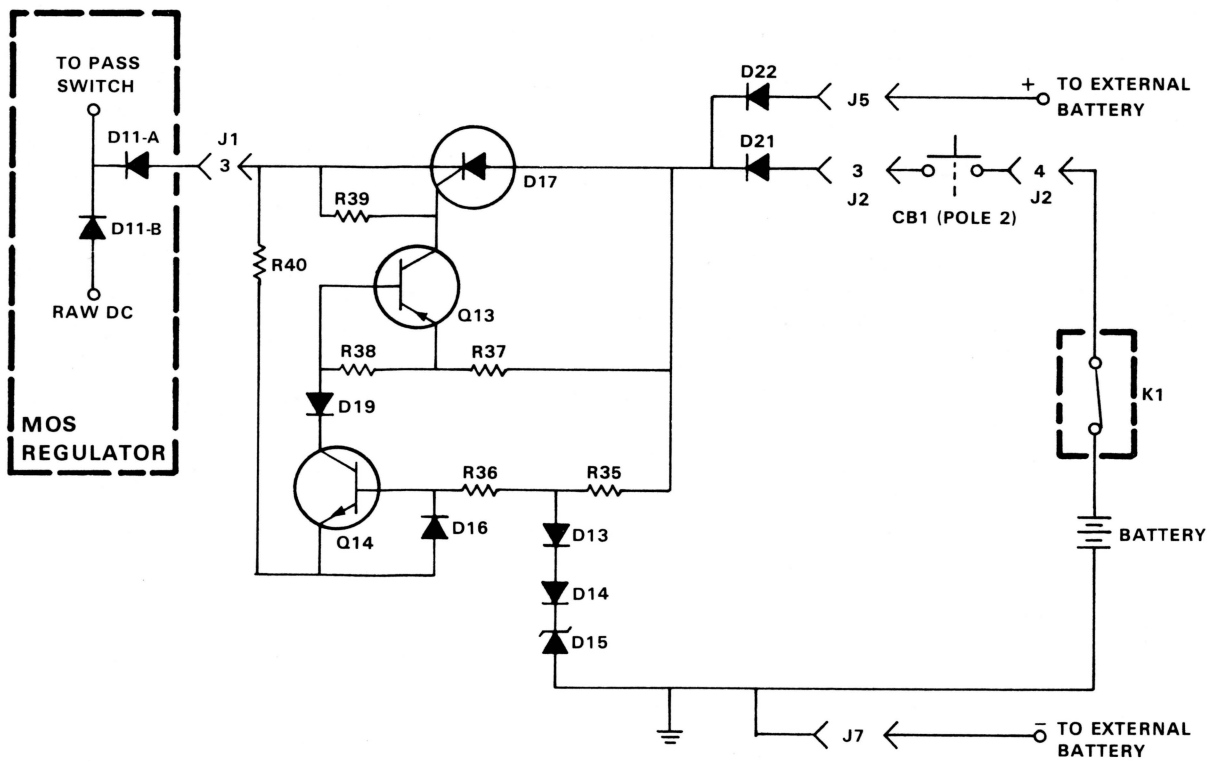 TO PASS
SWITCH
D11-A
J1
3
D11-B
RAW DC
MOS
REGULATOR
R39
R40
D17
Q13
R38
R37
D19
R36
R35
D16
Q14
D13
D14
D15
D22
J5
+ TO EXTERNAL
BATTERY
D21
3
J2
4
J2
CB1 (POLE 2)
K1
BATTERY
J7
− TO EXTERNAL
BATTERY